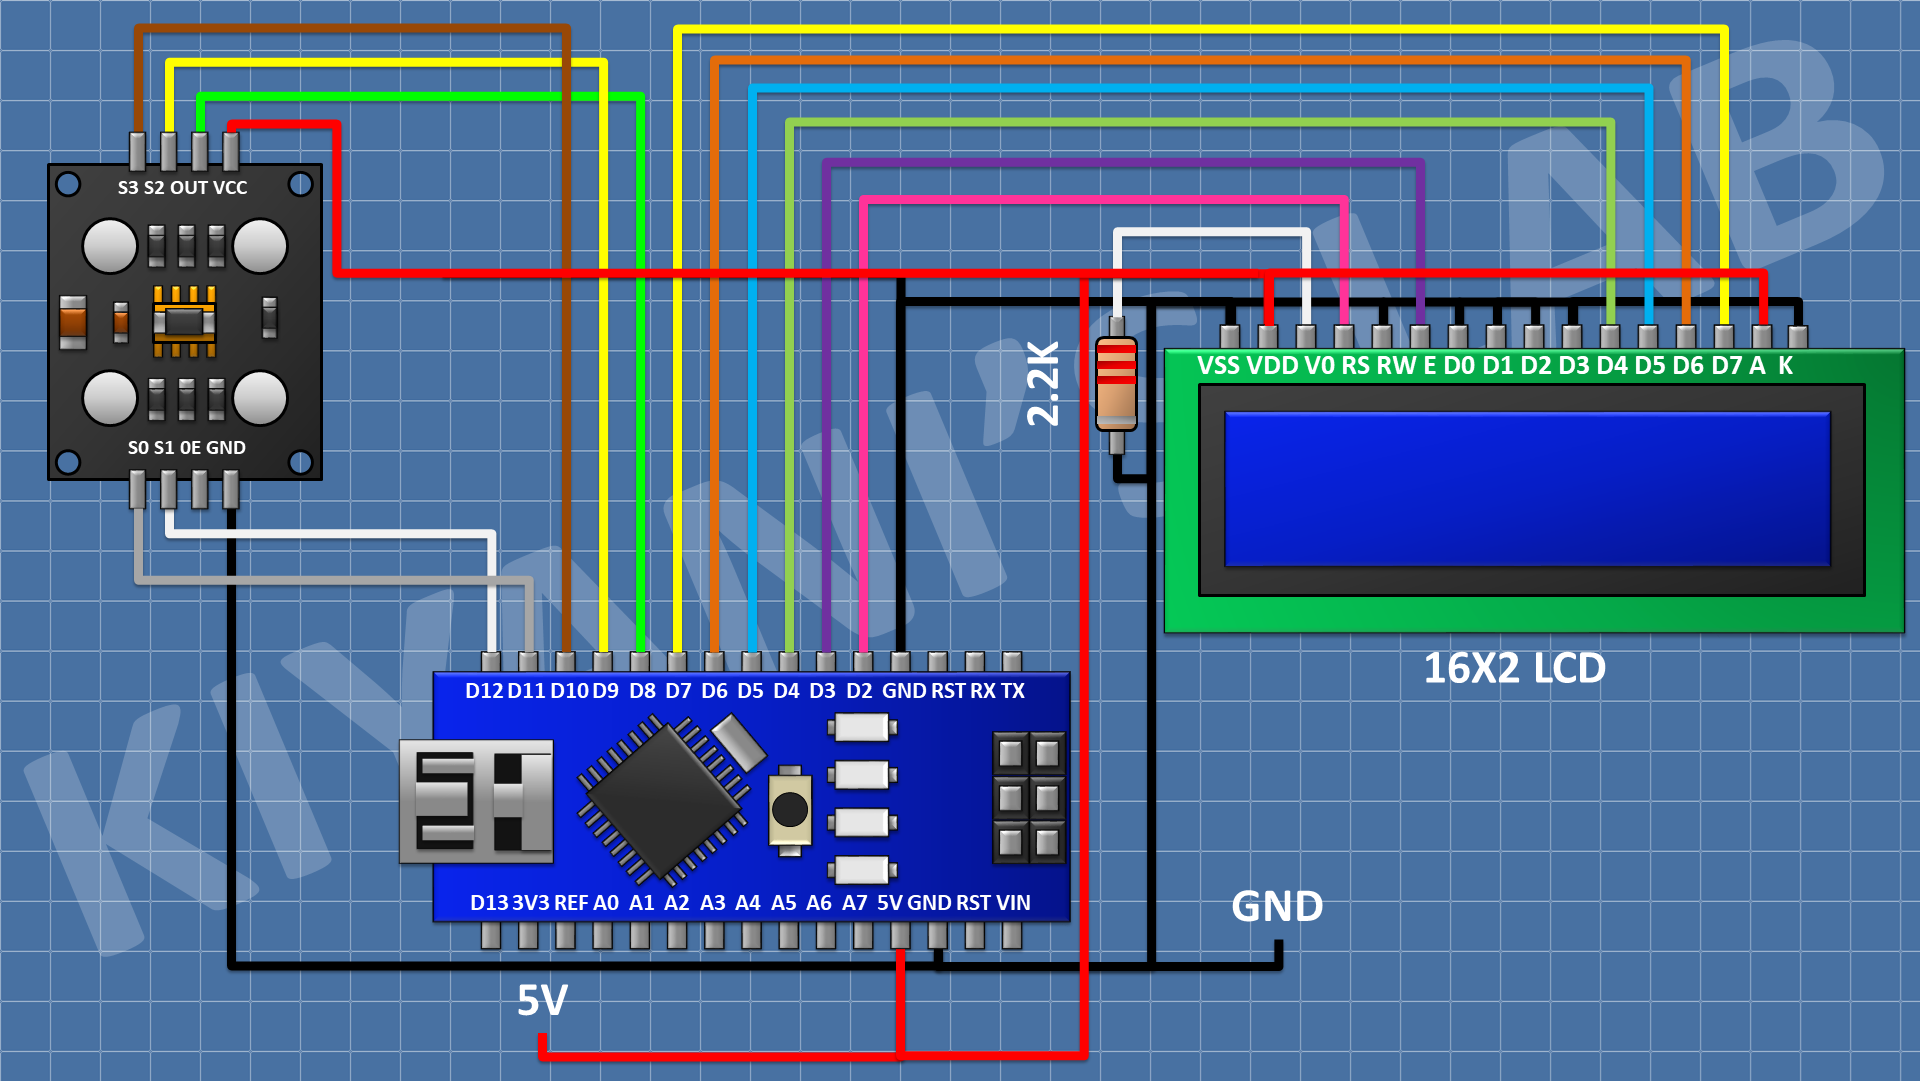 S3 S2 OUT VCC
S0 S1 0E GND
2.2K
VSS VDD V0 RS RW E D0 D1 D2 D3 D4 D5 D6 D7 A K
16X2 LCD
D12 D11 D10 D9 D8 D7 D6 D5 D4 D3 D2 GND RST RX TX
D13 3V3 REF A0 A1 A2 A3 A4 A5 A6 A7 5V GND RST VIN
GND
5V
KIYANI'S LAB